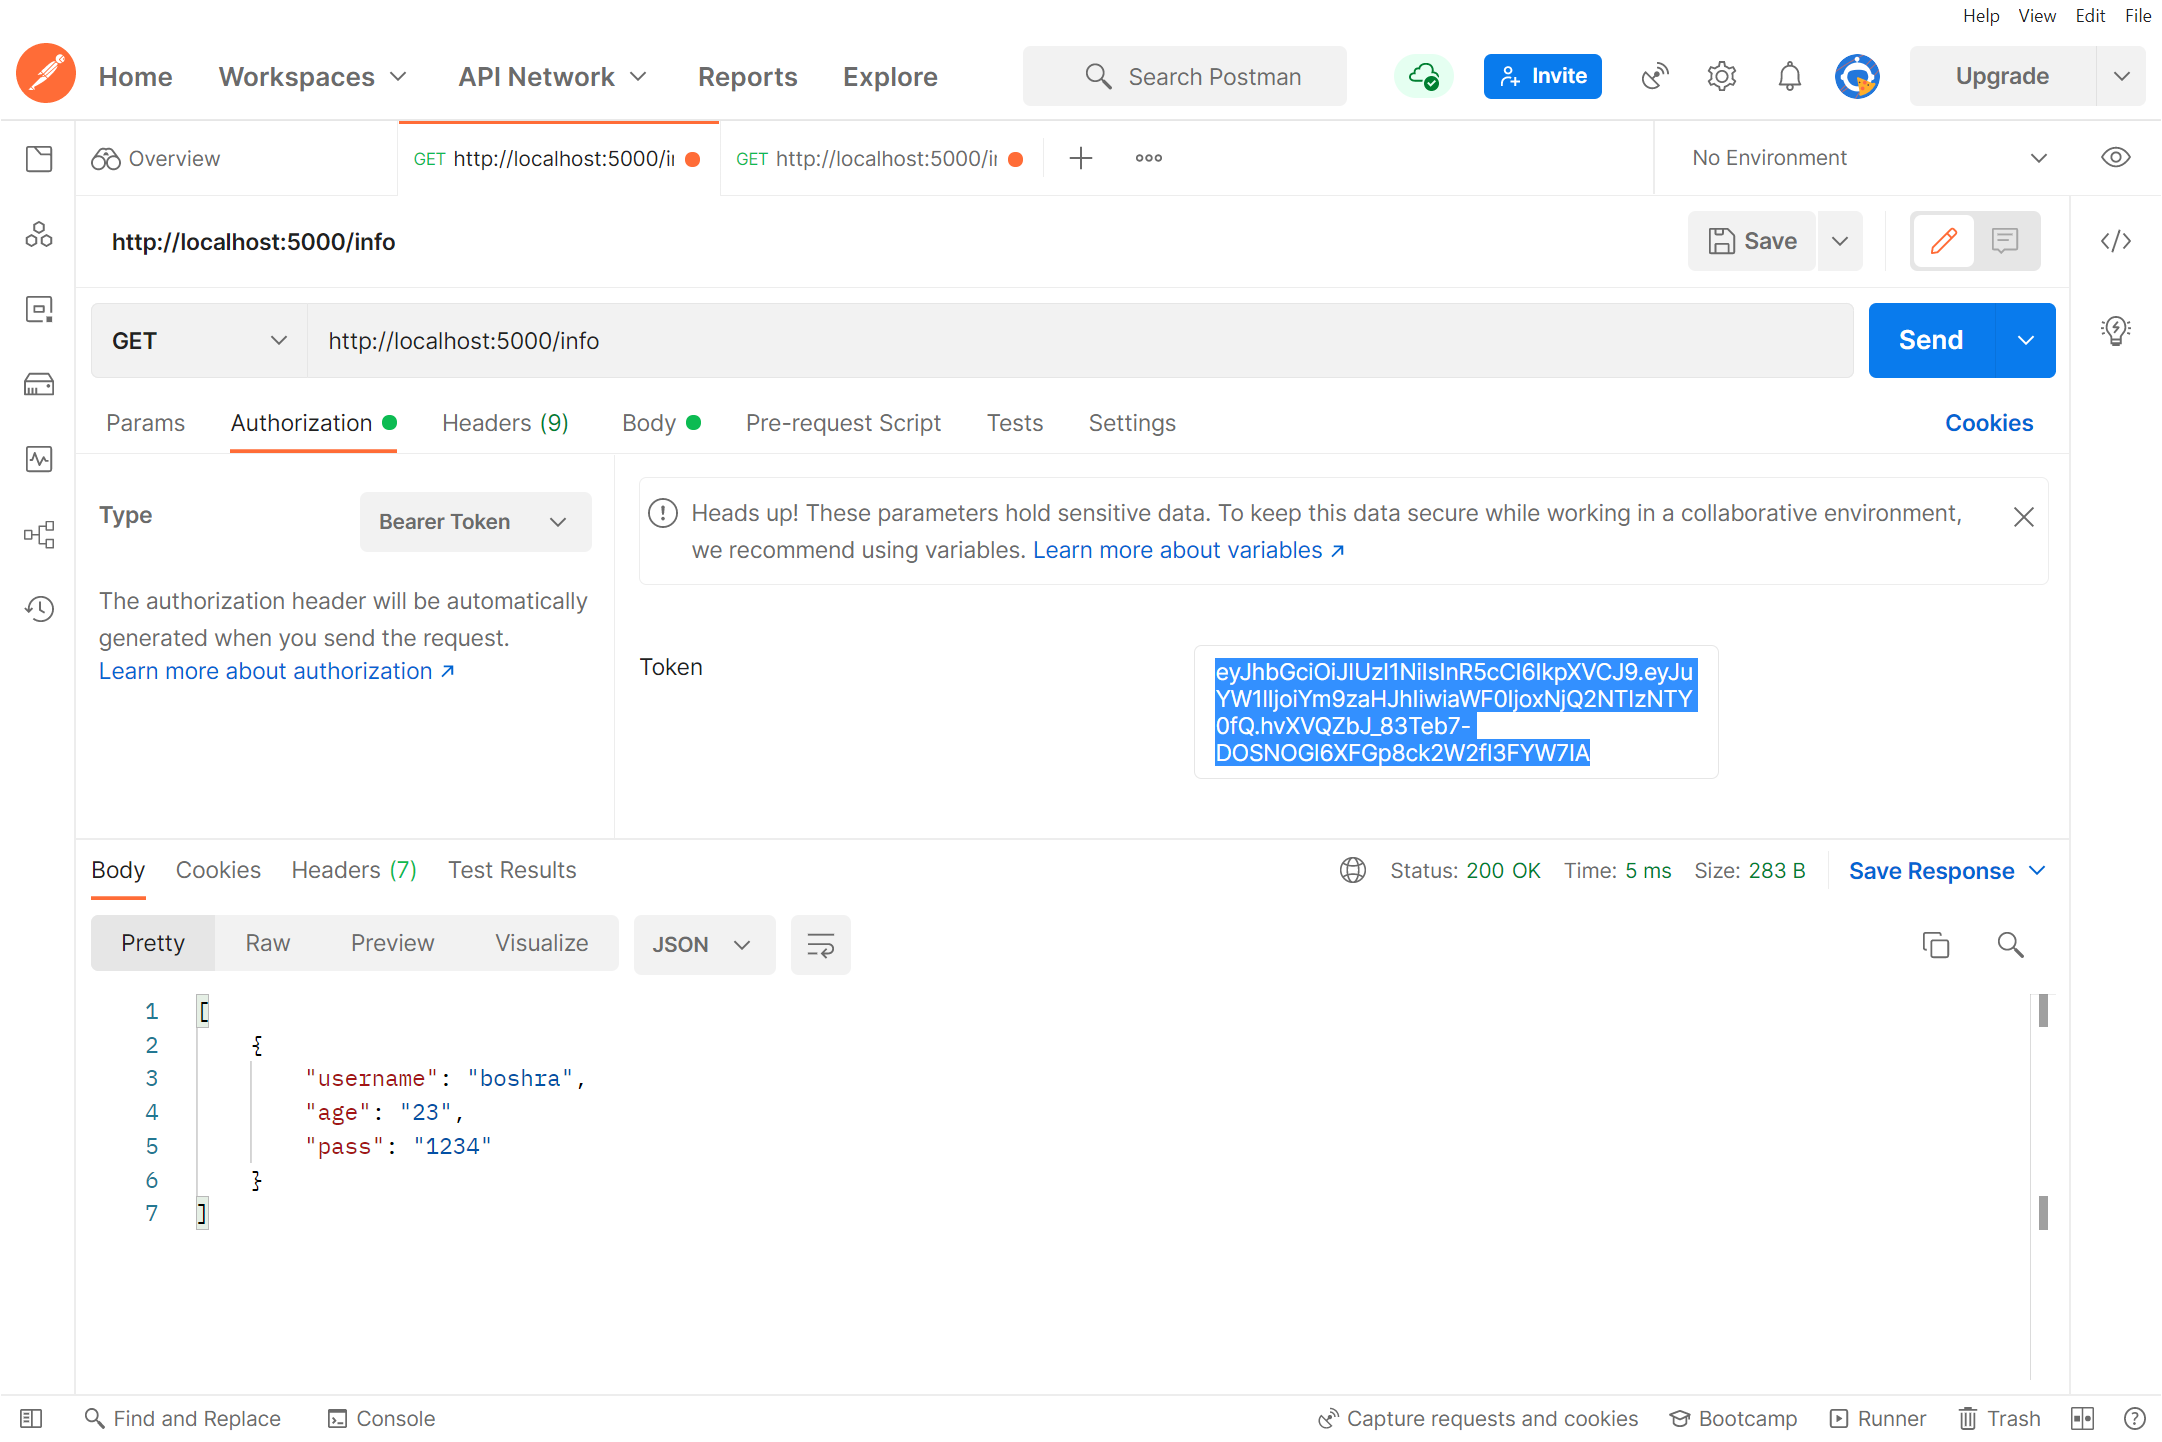 Help View Edit File
Home Workspaces API Network Reports Explore Search Postman Invite Upgrade
Overview GET http://localhost:5000/i GET http://localhost:5000/i No Environment
http://localhost:5000/info Save
GET http://localhost:5000/info Send
Params Authorization Headers (9) Body Pre-request Script Tests Settings Cookies
Type Bearer Token
The authorization header will be automatically
generated when you send the request.
Learn more about authorization ↗
Heads up! These parameters hold sensitive data. To keep this data secure while working in a collaborative environment,
we recommend using variables. Learn more about variables ↗
Token
eyJhbGciOiJIUzI1NiIsInR5cCI6IkpXVCJ9.eyJu
YW1lIjoiYm9zaHJhIiwiaWF0IjoxNjQ2NTIzNTY
0fQ.hvXVQZbJ_83Teb7-
Body Cookies Headers (7) Test Results Status: 200 OK Time: 5 ms Size: 283 B Save Response
Pretty Raw Preview Visualize JSON
1 [
2 {
3 "username": "boshra",
4 "age": "23",
5 "pass": "1234"
6 }
7 ]
Find and Replace Console Capture requests and cookies Bootcamp Runner Trash